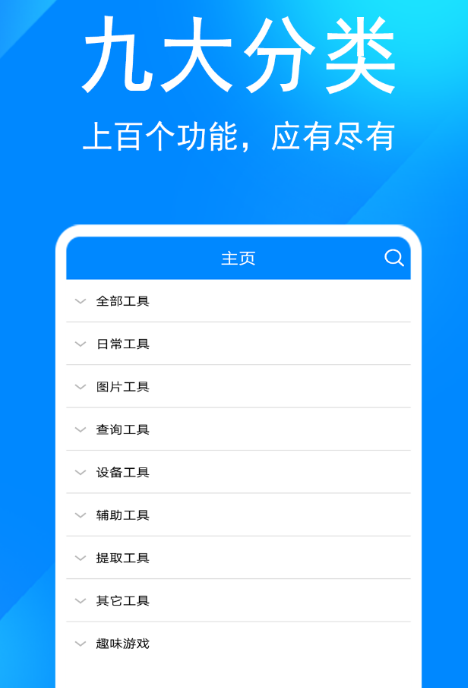 九大分类
上百个功能，应有尽有
主页
全部工具
日常工具
图片工具
查询工具
设备工具
辅助工具
提取工具
其它工具
趣味游戏